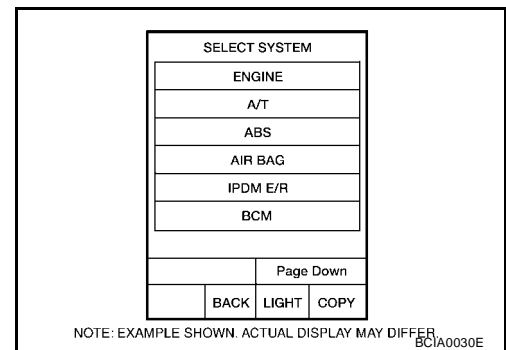 SELECT SYSTEM
ENGINE
A/T
ABS
AIR BAG
IPDM E/R
BCM
Page Down
BACK LIGHT COPY
NOTE: EXAMPLE SHOWN. ACTUAL DISPLAY MAY DIFFER.
BCIA0030E